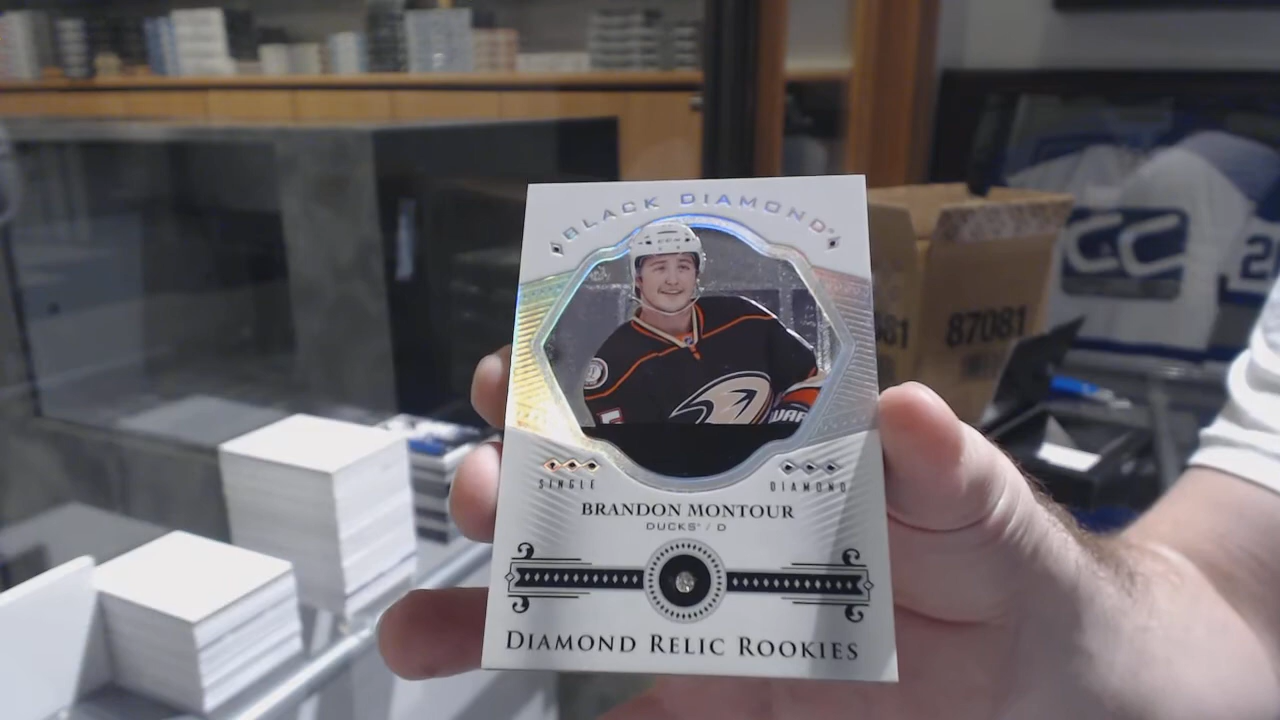 BLACK DIAMOND
SINGLE DIAMOND
BRANDON MONTOUR
DUCKS / D
DIAMOND RELIC ROOKIES
87081